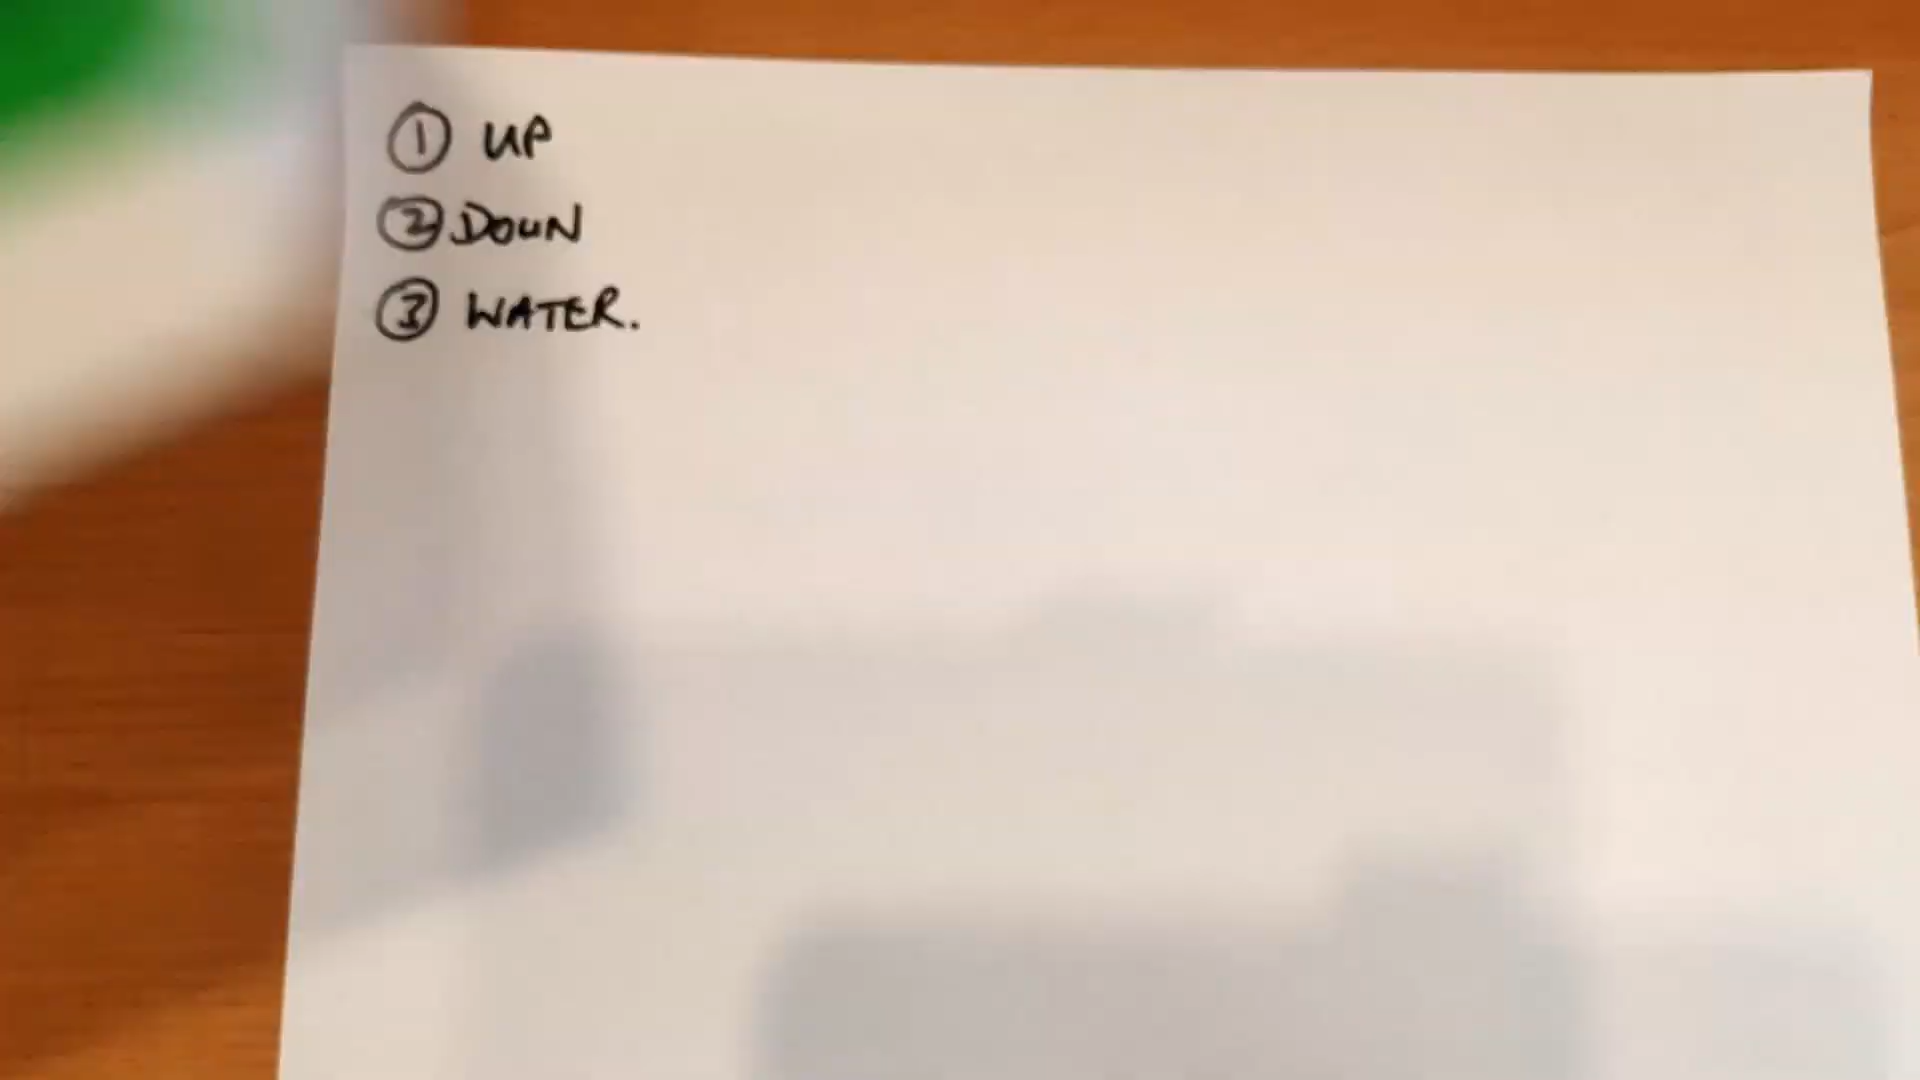 ① UP
② DOWN
③ WATER.